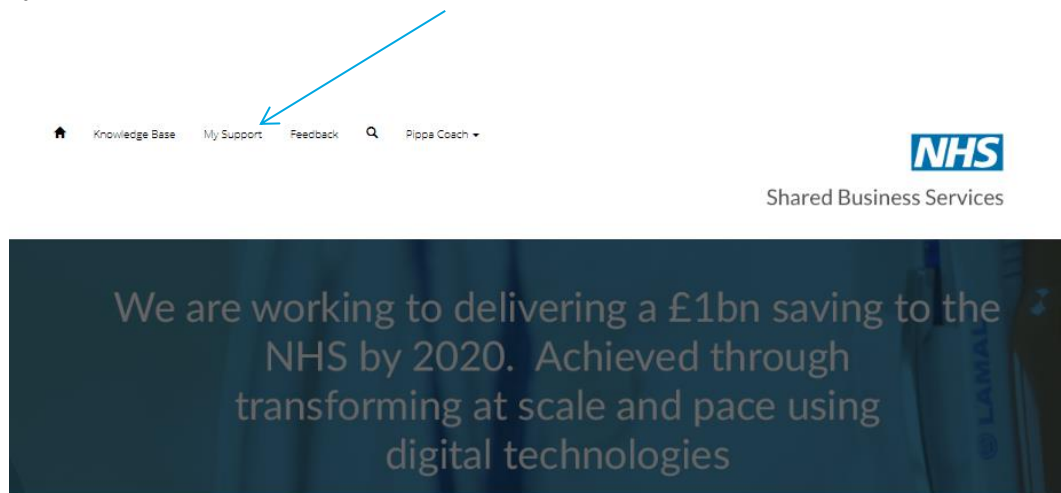 Knowledge Base My Support Feedback Pippa Coach
NHS
Shared Business Services
We are working to delivering a £1bn saving to the
NHS by 2020. Achieved through
transforming at scale and pace using
digital technologies
LAMAL